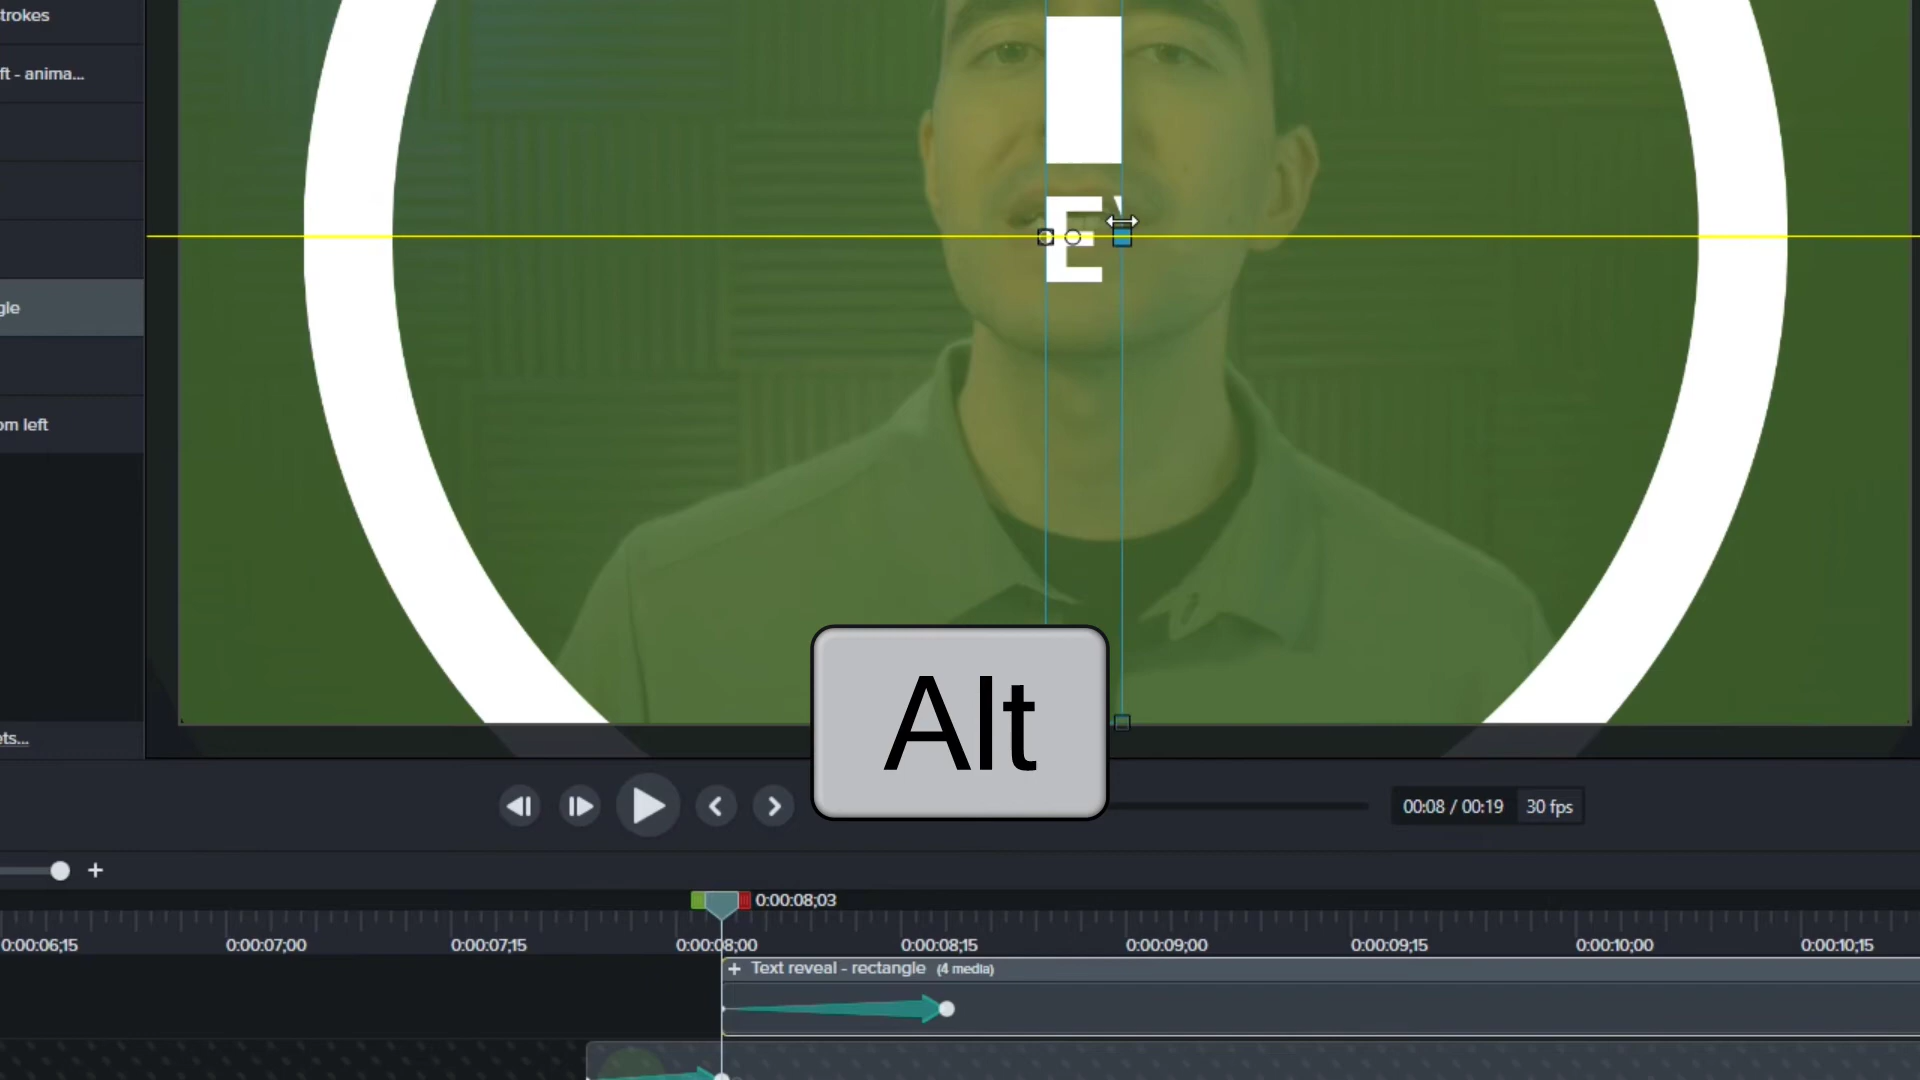 trokes
ft - anima...
gle
om left
ets...
E
Alt
00:08 / 00:19
30 fps
0:00:08;03
0:00:06;15
0:00:07;00
0:00:07;15
0:00:08;00
0:00:08;15
0:00:09;00
0:00:09;15
0:00:10;00
0:00:10;15
+ Text reveal - rectangle (4 media)